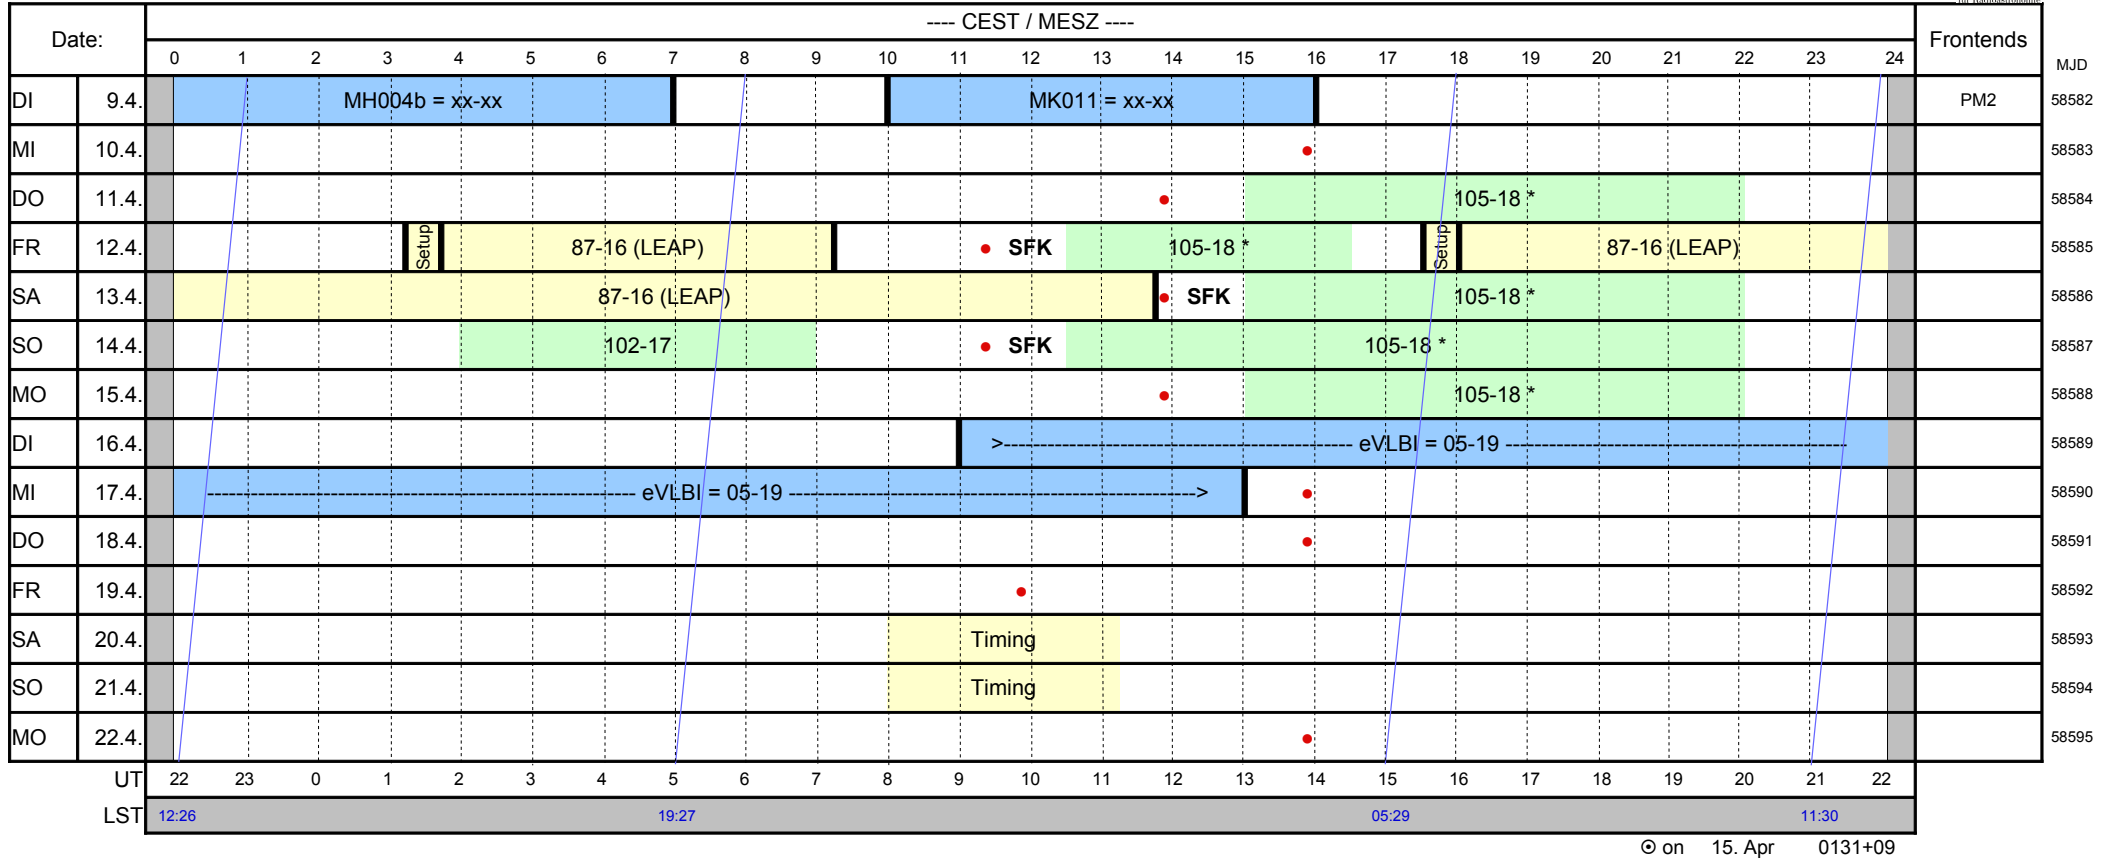 für Radioastronomie
---- CEST / MESZ ----
Date:
Frontends
0 1 2 3 4 5 6 7 8 9 10 11 12 13 14 15 16 17 18 19 20 21 22 23 24
MJD
DI 9.4. MH004b = xx-xx MK011 = xx-xx PM2 58582
MI 10.4. 58583
DO 11.4. 105-18 * 58584
FR 12.4. Setup 87-16 (LEAP) SFK 105-18 * Setup 87-16 (LEAP) 58585
SA 13.4. 87-16 (LEAP) SFK 105-18 * 58586
SO 14.4. 102-17 SFK 105-18 * 58587
MO 15.4. 105-18 * 58588
DI 16.4. >---------- eVLBI = 05-19 ---------- 58589
MI 17.4. ---------- eVLBI = 05-19 ----------> 58590
DO 18.4. 58591
FR 19.4. 58592
SA 20.4. Timing 58593
SO 21.4. Timing 58594
MO 22.4. 58595
UT 22 23 0 1 2 3 4 5 6 7 8 9 10 11 12 13 14 15 16 17 18 19 20 21 22
LST 12:26 19:27 05:29 11:30
☉ on 15. Apr 0131+09